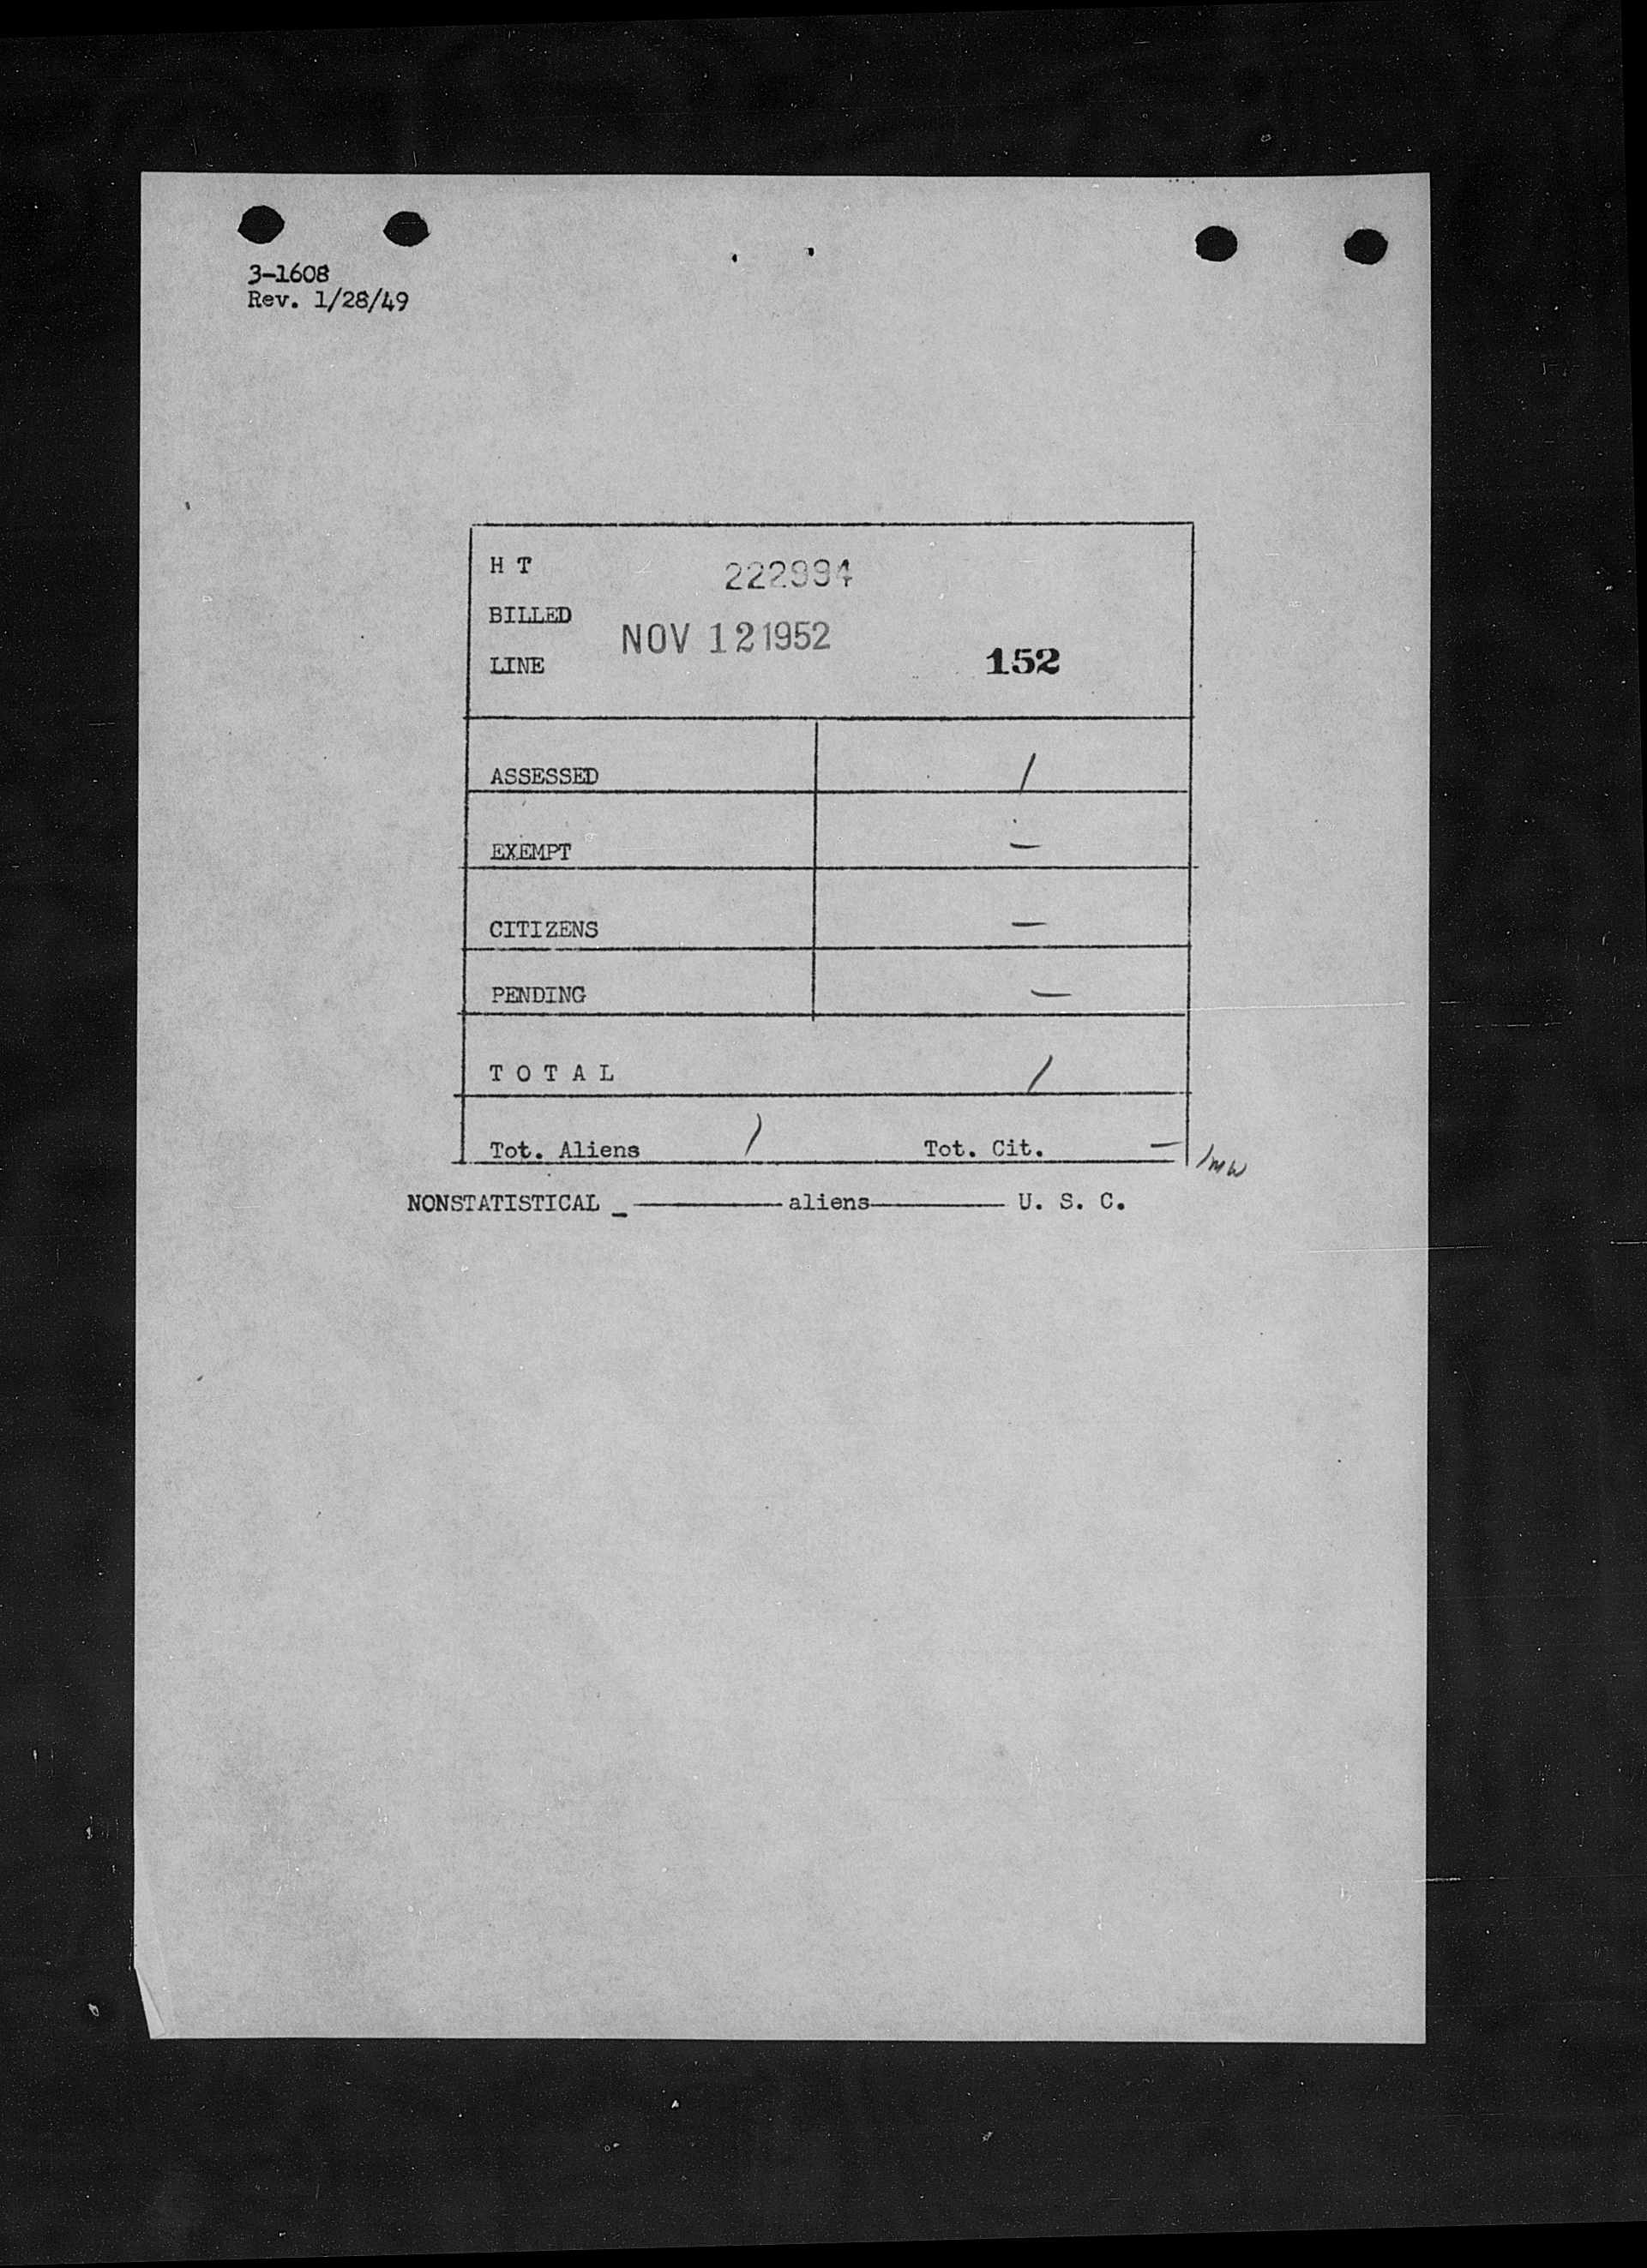 3-1608
Rev. 1/28/49
H T 222994
BILLED
NOV 12 1952
LINE 152
ASSESSED /
EXEMPT —
CITIZENS —
PENDING —
T O T A L /
Tot. Aliens / Tot. Cit. —
NONSTATISTICAL _ ———— aliens———— U. S. C.